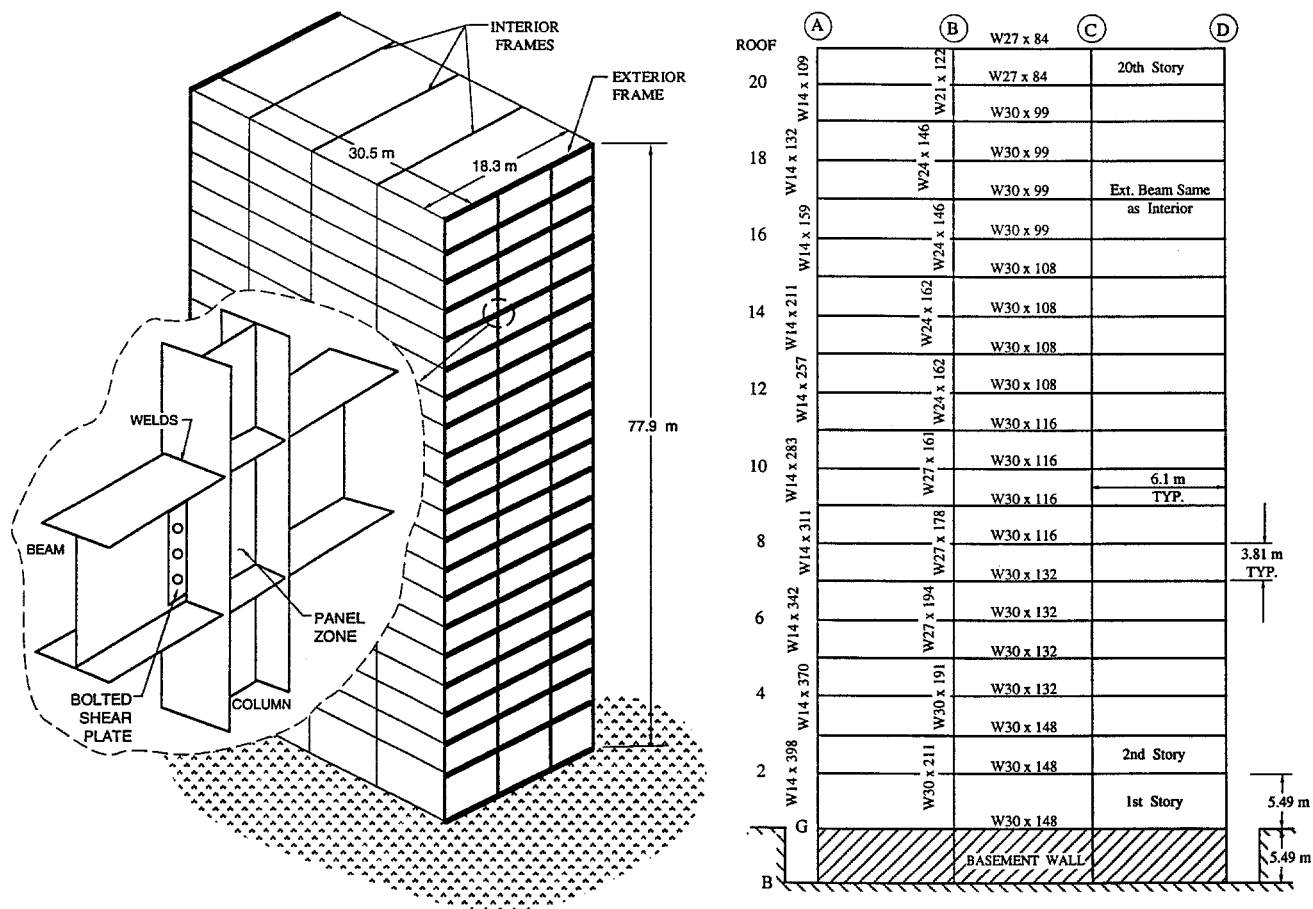 INTERIOR
FRAMES
EXTERIOR
FRAME
30.5 m
18.3 m
77.9 m
WELDS
BEAM
BOLTED
SHEAR
PLATE
PANEL
ZONE
COLUMN
A
B
C
D
ROOF
20
18
16
14
12
10
8
6
4
2
G
B
W14 x 109
W14 x 132
W14 x 159
W14 x 211
W14 x 257
W14 x 283
W14 x 311
W14 x 342
W14 x 370
W14 x 398
W21 x 122
W24 x 146
W24 x 146
W24 x 162
W24 x 162
W27 x 161
W27 x 178
W27 x 194
W30 x 191
W30 x 211
W27 x 84
W27 x 84
W30 x 99
W30 x 99
W30 x 99
W30 x 99
W30 x 108
W30 x 108
W30 x 108
W30 x 108
W30 x 116
W30 x 116
W30 x 116
W30 x 116
W30 x 132
W30 x 132
W30 x 132
W30 x 132
W30 x 148
W30 x 148
W30 x 148
BASEMENT WALL
20th Story
Ext. Beam Same
as Interior
6.1 m
TYP.
3.81 m
TYP.
2nd Story
1st Story
5.49 m
5.49 m